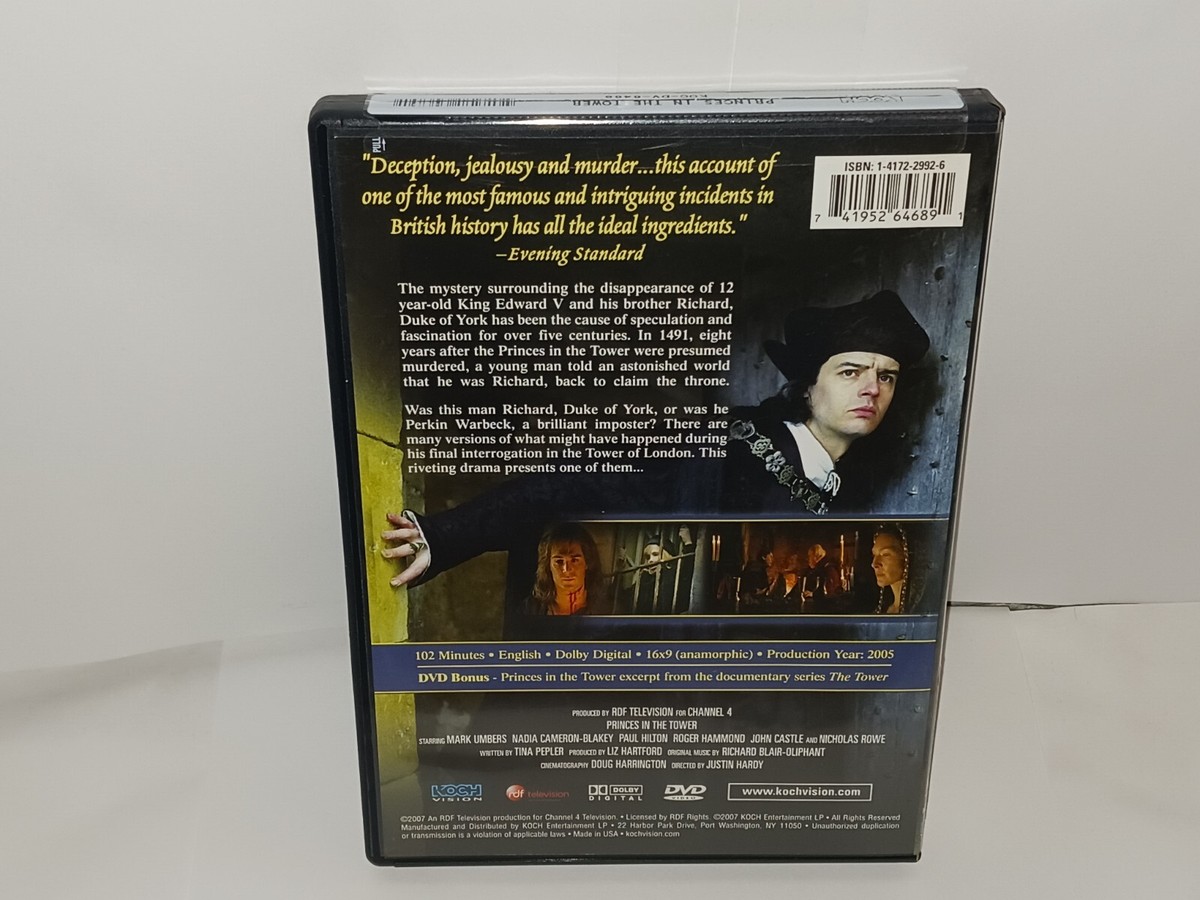 PRINCES IN THE TOWER
KOCH
PULL
"Deception, jealousy and murder...this account of
one of the most famous and intriguing incidents in
British history has all the ideal ingredients."
–Evening Standard
ISBN: 1-4172-2992-6
7 41952 64689 1
The mystery surrounding the disappearance of 12
year-old King Edward V and his brother Richard,
Duke of York has been the cause of speculation and
fascination for over five centuries. In 1491, eight
years after the Princes in the Tower were presumed
murdered, a young man told an astonished world
that he was Richard, back to claim the throne.
Was this man Richard, Duke of York, or was he
Perkin Warbeck, a brilliant imposter? There are
many versions of what might have happened during
his final interrogation in the Tower of London. This
riveting drama presents one of them...
102 Minutes • English • Dolby Digital • 16x9 (anamorphic) • Production Year: 2005
DVD Bonus - Princes in the Tower excerpt from the documentary series The Tower
PRODUCED BY RDF TELEVISION FOR CHANNEL 4
PRINCES IN THE TOWER
STARRING MARK UMBERS NADIA CAMERON-BLAKEY PAUL HILTON ROGER HAMMOND JOHN CASTLE AND NICHOLAS ROWE
WRITTEN BY TINA PEPLER PRODUCED BY LIZ HARTFORD ORIGINAL MUSIC BY RICHARD BLAIR-OLIPHANT
CINEMATOGRAPHY DOUG HARRINGTON DIRECTED BY JUSTIN HARDY
KOCH VISION
rdf television
DOLBY DIGITAL
DVD VIDEO
www.kochvision.com
©2007 An RDF Television production for Channel 4 Television. • Licensed by RDF Rights. ©2007 KOCH Entertainment LP • All Rights Reserved
Manufactured and Distributed by KOCH Entertainment LP • 22 Harbor Park Drive, Port Washington, NY 11050 • Unauthorized duplication
or transmission is a violation of applicable laws • Made in USA • kochvision.com